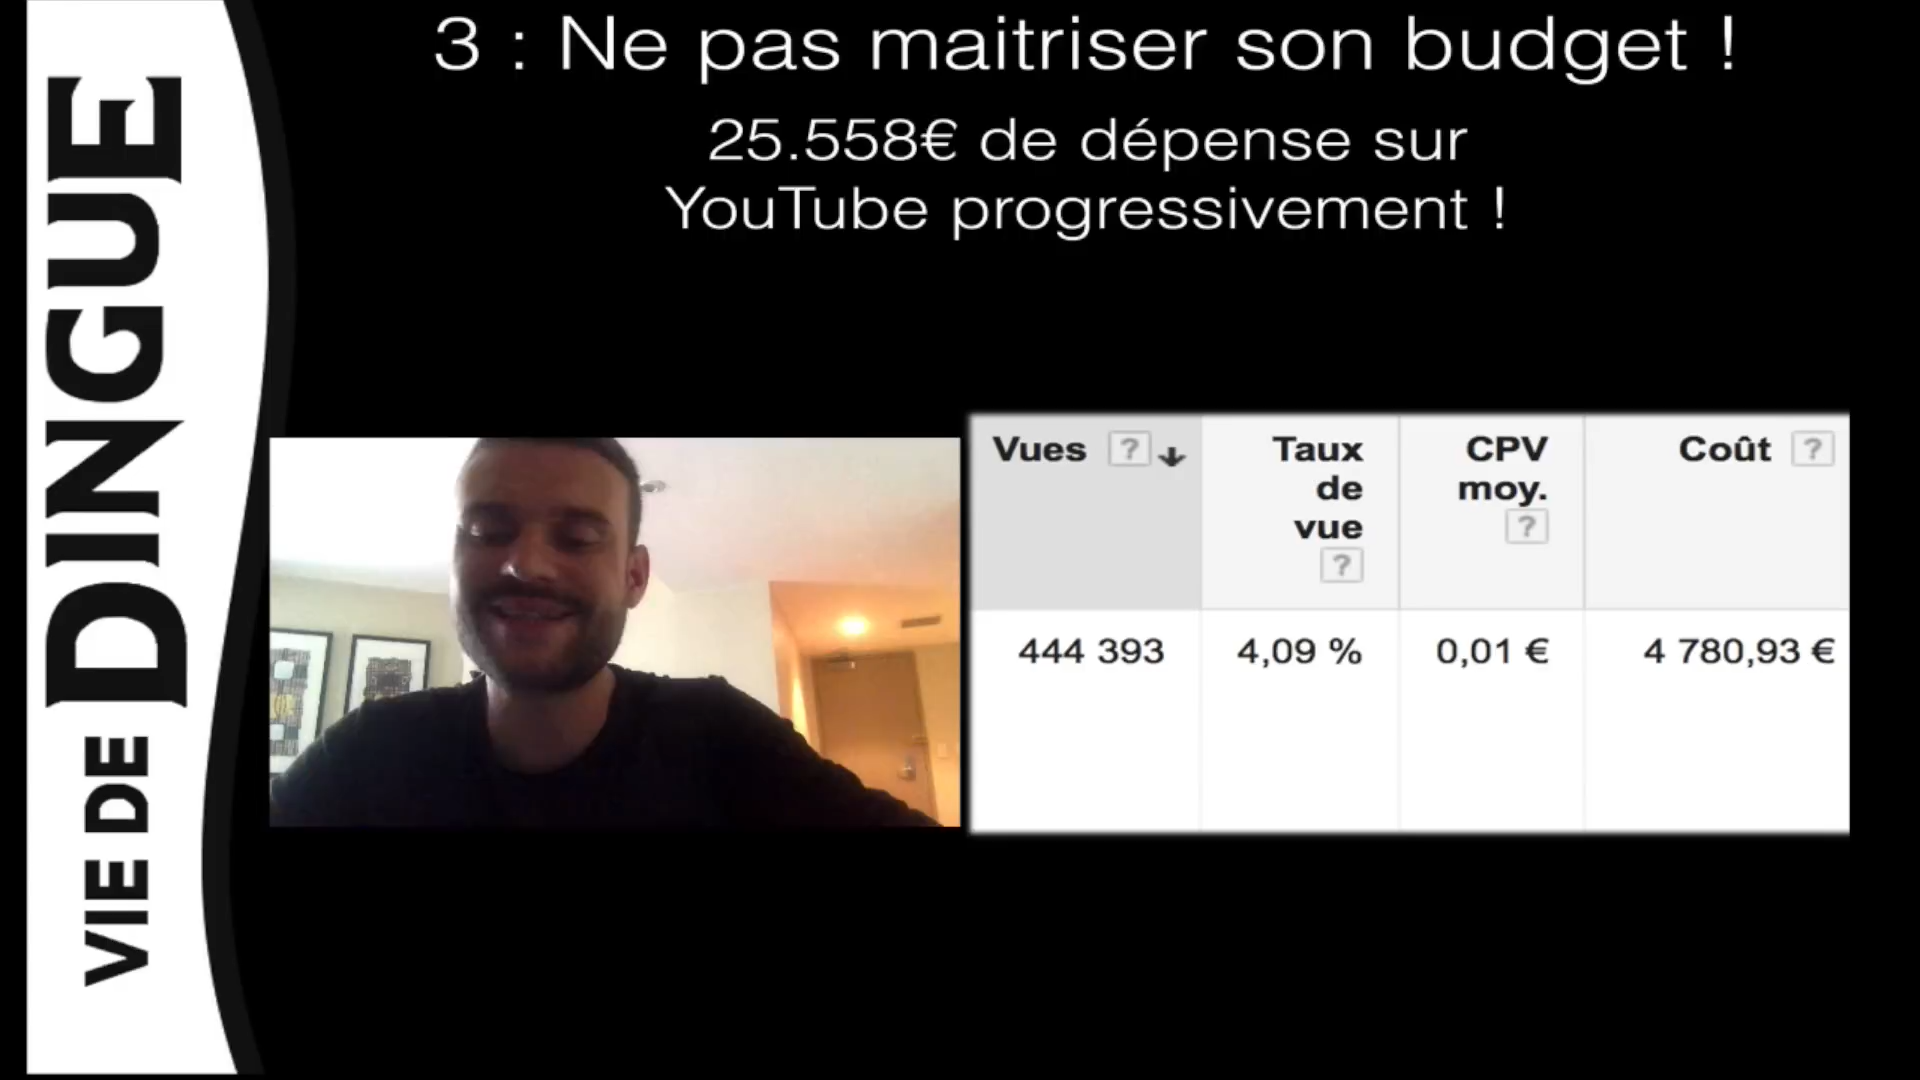 3 : Ne pas maitriser son budget !
25.558€ de dépense sur
YouTube progressivement !
VIE DE DINGUE
Vues ? Taux de vue ? CPV moy. ? Coût ?
444 393 4,09 % 0,01 € 4 780,93 €